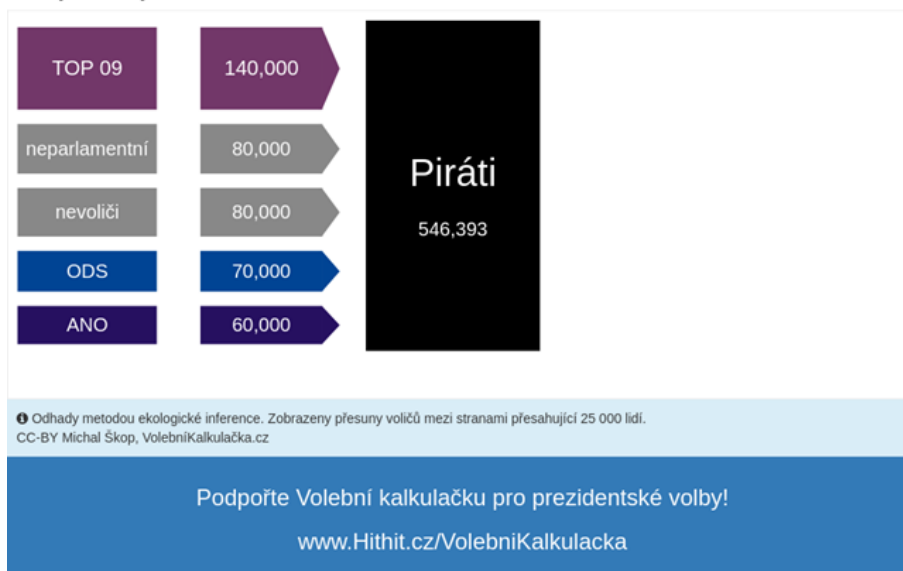 TOP 09 140,000
neparlamentní 80,000
nevoliči 80,000
ODS 70,000
ANO 60,000
Piráti
546,393
Odhady metodou ekologické inference. Zobrazeny přesuny voličů mezi stranami přesahující 25 000 lidí.
CC-BY Michal Škop, VolebníKalkulačka.cz
Podpořte Volební kalkulačku pro prezidentské volby!
www.Hithit.cz/VolebniKalkulacka